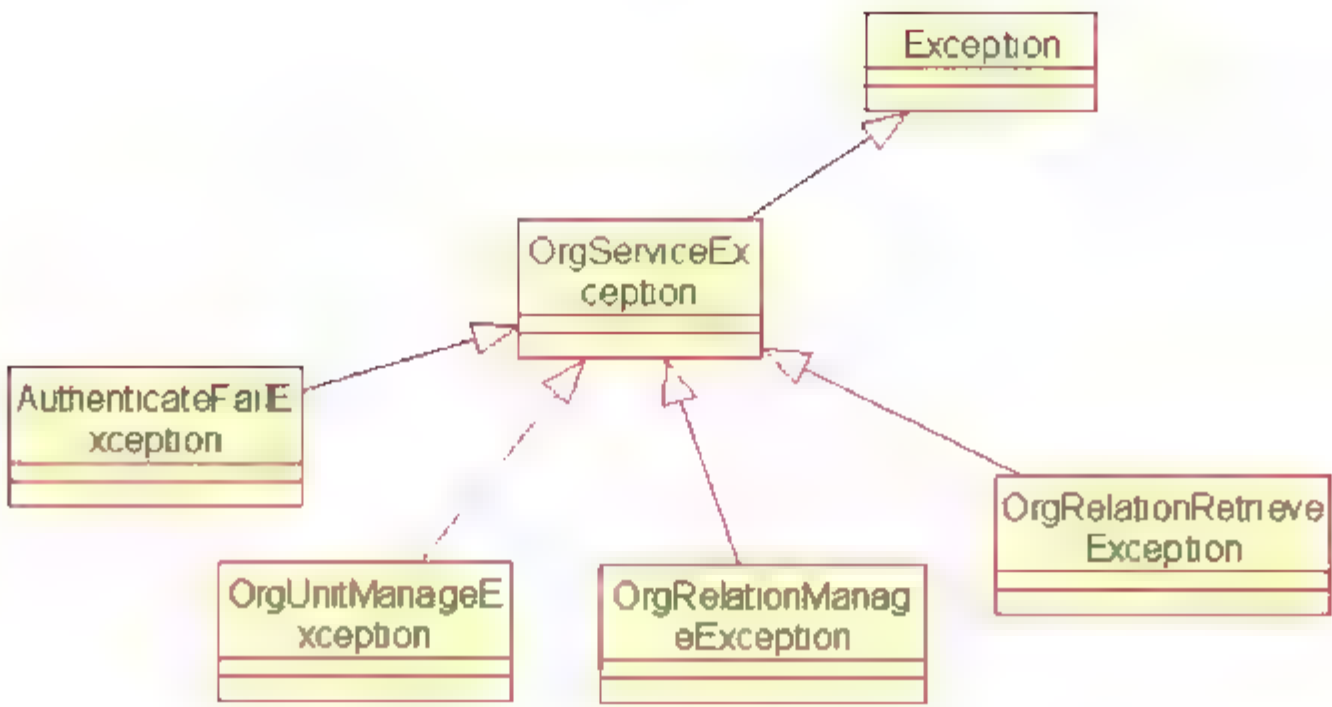 Exception
OrgServiceEx
ception
AuthenticateFailE
xception
OrgUnitManageE
xception
OrgRelationManag
eException
OrgRelationRetrieve
Exception